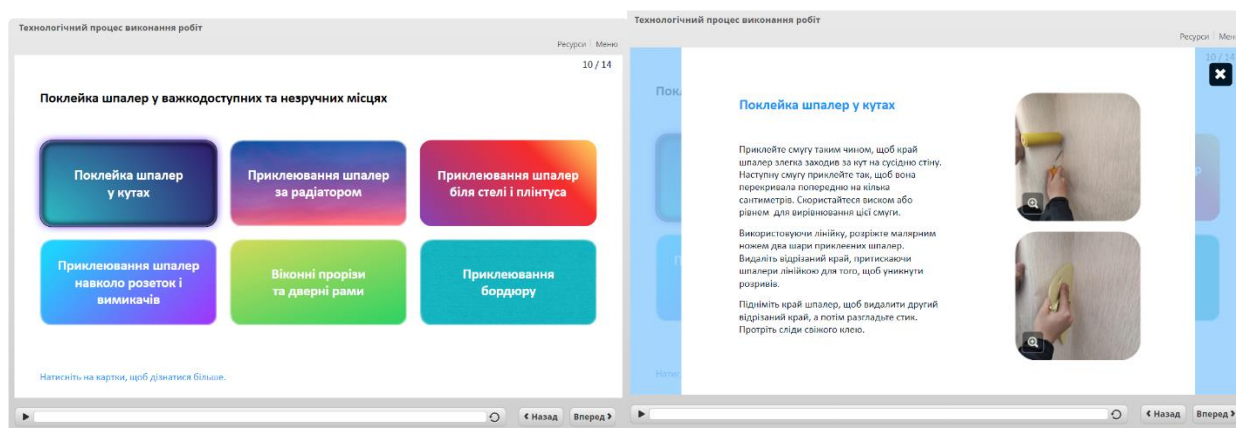 Технологічний процес виконання робіт
Ресурси Меню
10 / 14
Поклейка шпалер у важкодоступних та незручних місцях
Поклейка шпалер
у кутах
Приклеювання шпалер
за радіатором
Приклеювання шпалер
біля стелі і плінтуса
Приклеювання шпалер
навколо розеток і
вимикачів
Віконні прорізи
та дверні рами
Приклеювання
бордюру
Натисніть на картки, щоб дізнатися більше.
Назад Вперед
Технологічний процес виконання робіт
Ресурси Мен
10 / 14
Пок
Поклейка шпалер у кутах
Приклейте смугу таким чином, щоб край
шпалер злегка заходив за кут на сусідню стіну.
Наступну смугу приклейте так, щоб вона
перекривала попередню на кілька
сантиметрів. Скористайтеся виском або
рівнем для вирівнювання цієї смуги.
Використовуючи лінійку, розріжте малярним
ножем два шари приклеєних шпалер.
Видаліть відрізаний край, притискаючи
шпалери лінійкою для того, щоб уникнути
розривів.
Підніміть край шпалер, щоб видалити другий
відрізаний край, а потім разгладьте стик.
Протріть сліди свіжого клею.
Натис
Назад Вперед